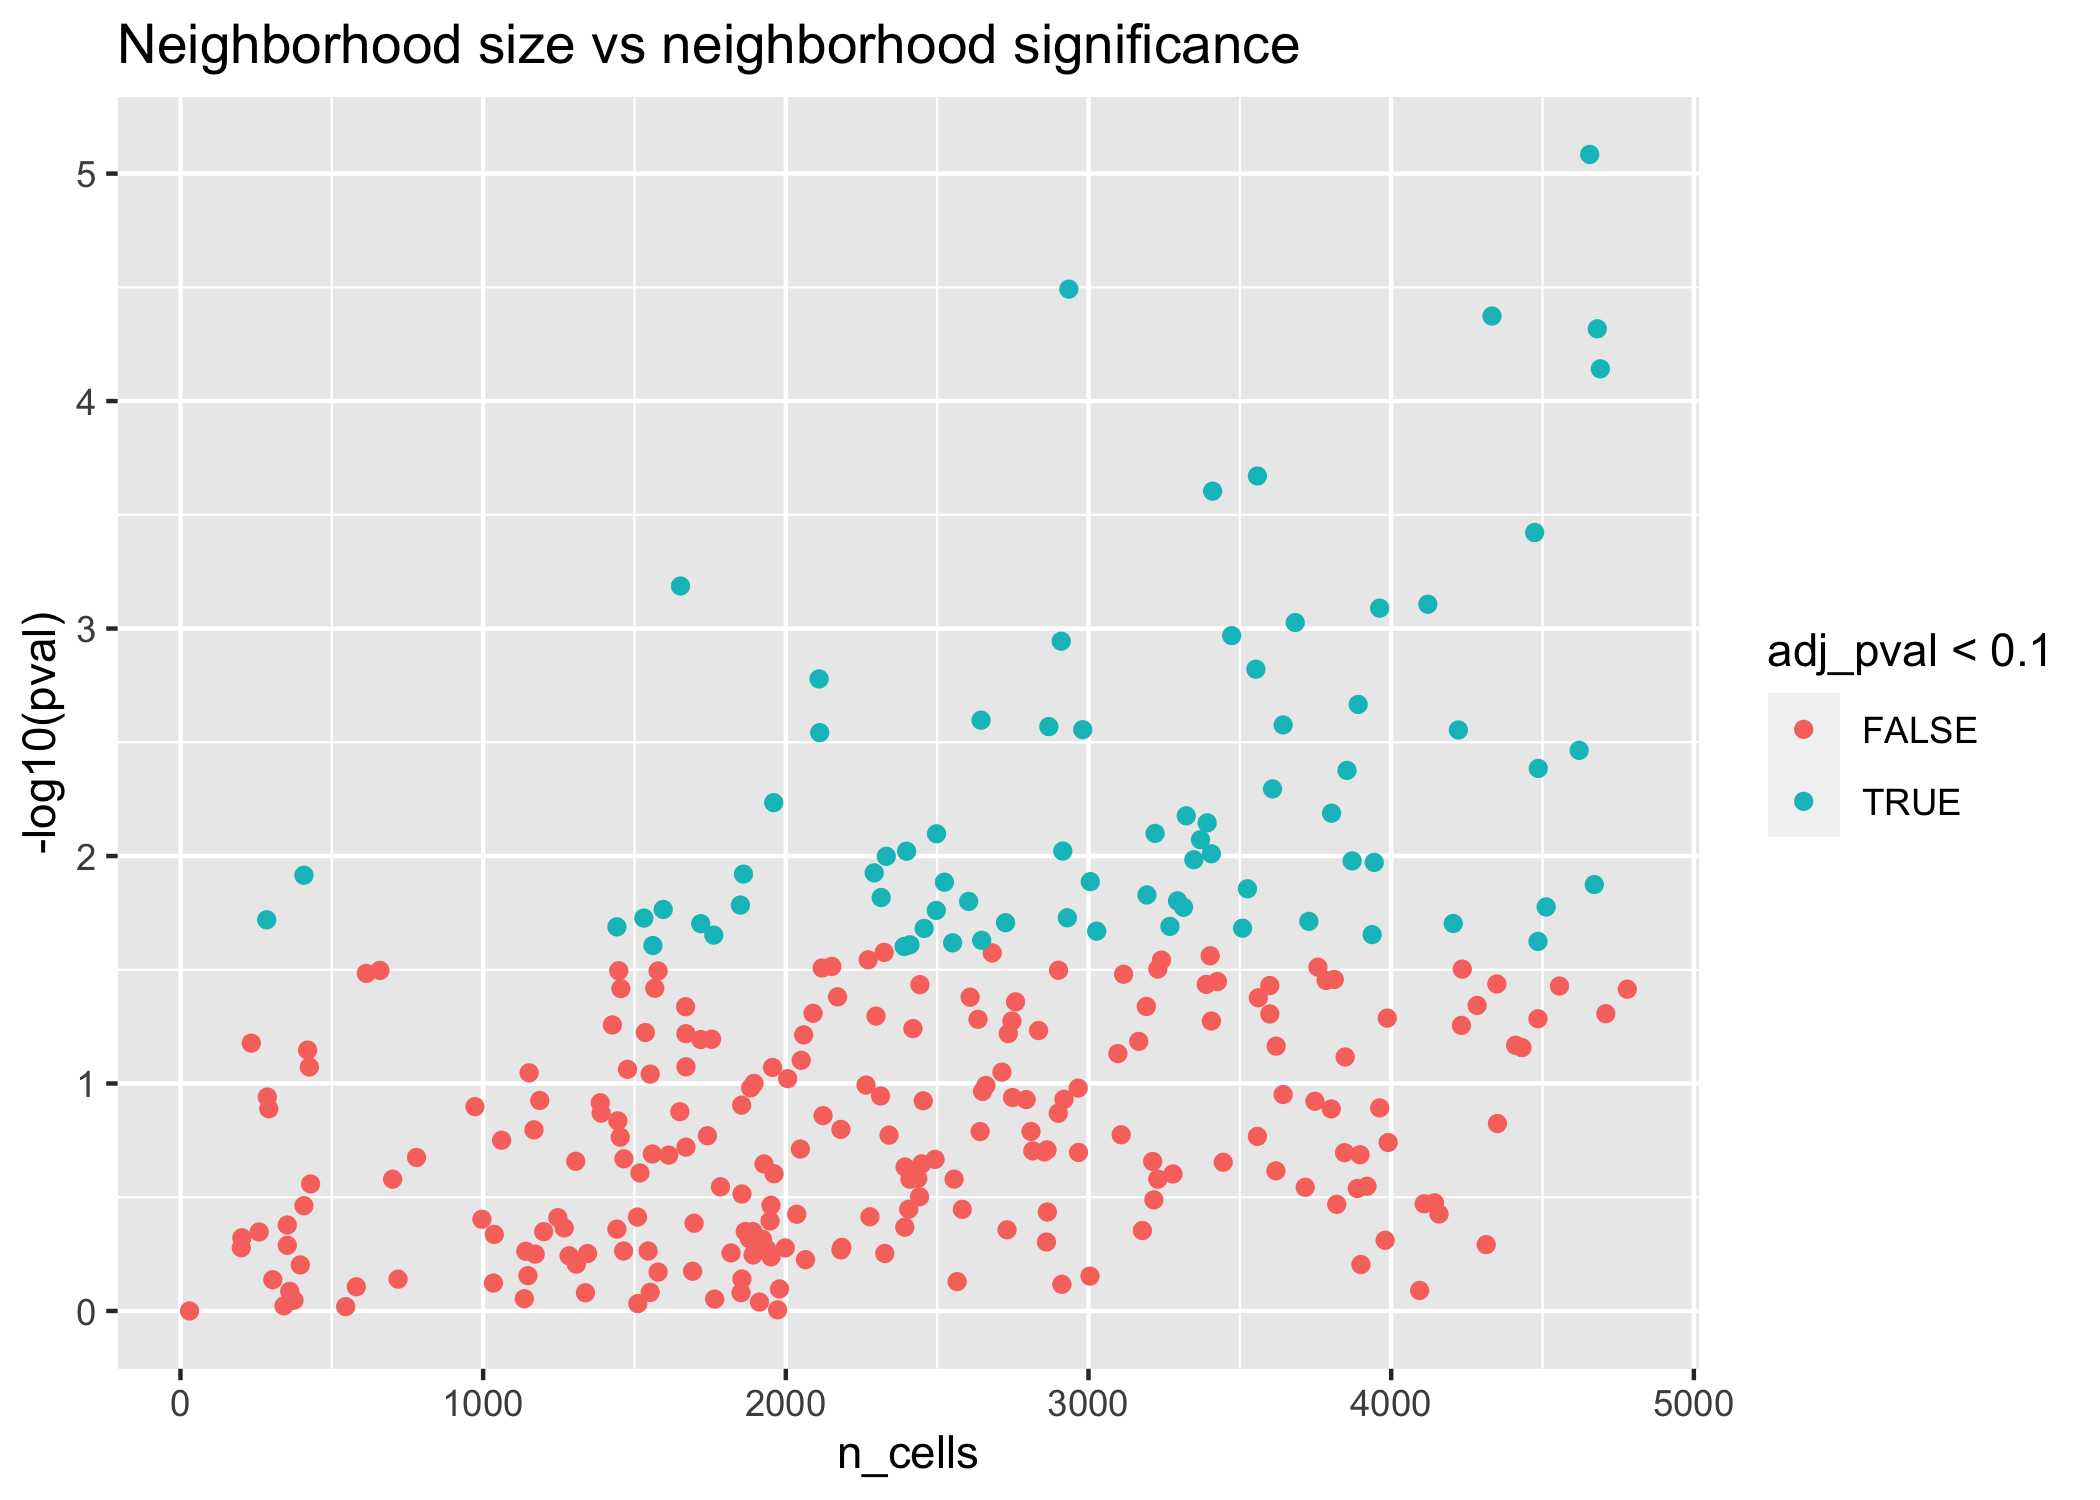 Neighborhood size vs neighborhood significance
-log10(pval)
5
4
3
2
1
0
0 1000 2000 3000 4000 5000
n_cells
adj_pval < 0.1
FALSE
TRUE